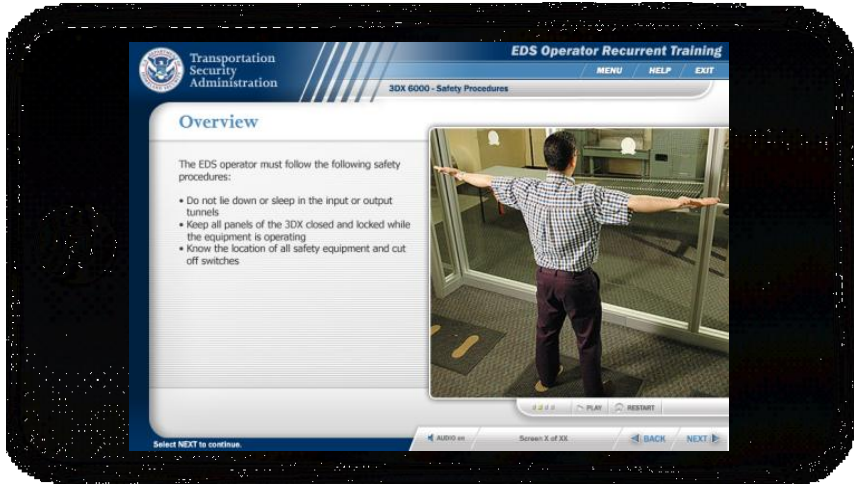 Transportation
Security
Administration
EDS Operator Recurrent Training
MENU
HELP
EXIT
3DX 6000 - Safety Procedures
Overview
The EDS operator must follow the following safety
procedures:
• Do not lie down or sleep in the input or output
tunnels
• Keep all panels of the 3DX closed and locked while
the equipment is operating
• Know the location of all safety equipment and cut
off switches
PLAY
RESTART
Select NEXT to continue.
AUDIO on
Screen X of XX
BACK
NEXT